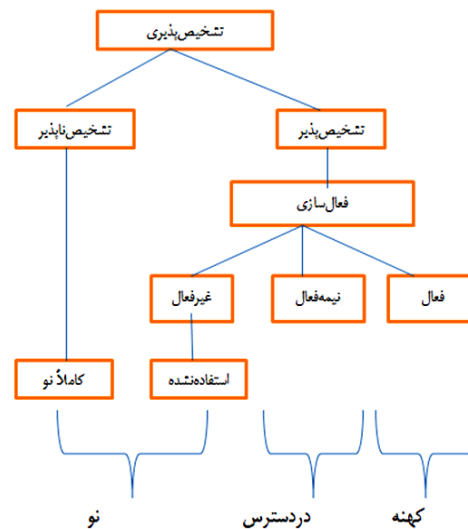 تشخیص‌پذیری
تشخیص‌پذیر
تشخیص‌ناپذیر
فعال‌سازی
فعال
نیمه‌فعال
غیرفعال
استفاده‌نشده
کاملاً نو
کهنه
دردسترس
نو